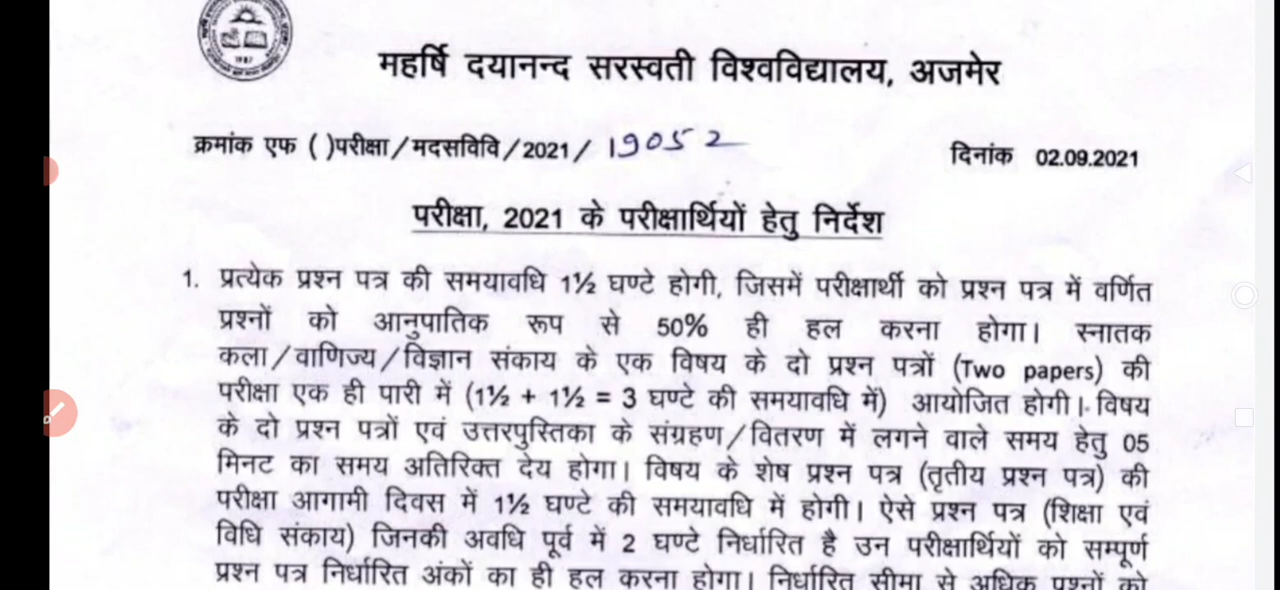 महर्षि दयानन्द सरस्वती विश्वविद्यालय, अजमेर
क्रमांक एफ ( )परीक्षा/मदसविवि/2021/ 19052
दिनांक 02.09.2021
परीक्षा, 2021 के परीक्षार्थियों हेतु निर्देश
1. प्रत्येक प्रश्न पत्र की समयावधि 1½ घण्टे होगी, जिसमें परीक्षार्थी को प्रश्न पत्र में वर्णित
प्रश्नों को आनुपातिक रूप से 50% ही हल करना होगा। स्नातक
कला/वाणिज्य/विज्ञान संकाय के एक विषय के दो प्रश्न पत्रों (Two papers) की
परीक्षा एक ही पारी में (1½ + 1½ = 3 घण्टे की समयावधि में) आयोजित होगी। विषय
के दो प्रश्न पत्रों एवं उत्तरपुस्तिका के संग्रहण/वितरण में लगने वाले समय हेतु 05
मिनट का समय अतिरिक्त देय होगा। विषय के शेष प्रश्न पत्र (तृतीय प्रश्न पत्र) की
परीक्षा आगामी दिवस में 1½ घण्टे की समयावधि में होगी। ऐसे प्रश्न पत्र (शिक्षा एवं
विधि संकाय) जिनकी अवधि पूर्व में 2 घण्टे निर्धारित है उन परीक्षार्थियों को सम्पूर्ण
प्रश्न पत्र निर्धारित अंकों का ही हल करना होगा। निर्धारित सीमा से अधिक प्रश्नों को